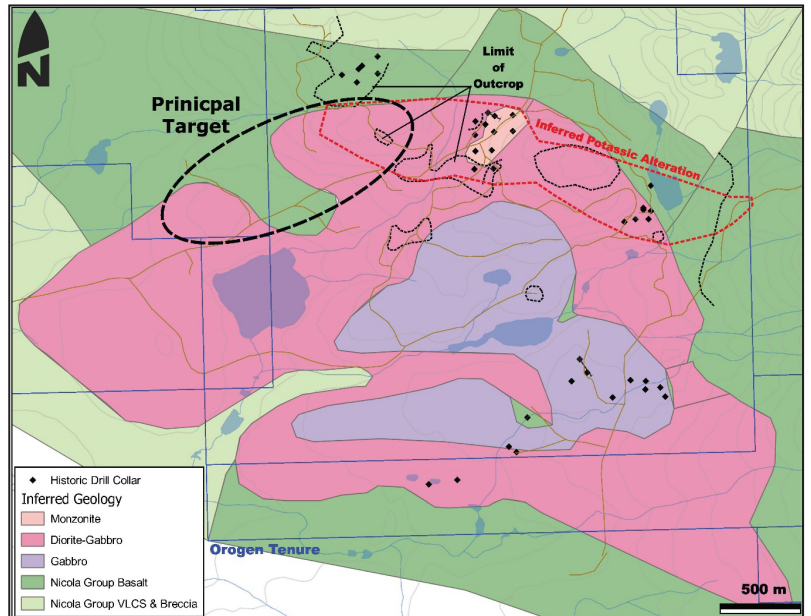 N
Limit
of
Outcrop
Prinicpal
Target
Inferred Potassic Alteration
Historic Drill Collar
Inferred Geology
Monzonite
Diorite-Gabbro
Gabbro
Nicola Group Basalt
Nicola Group VLCS & Breccia
Orogen Tenure
500 m